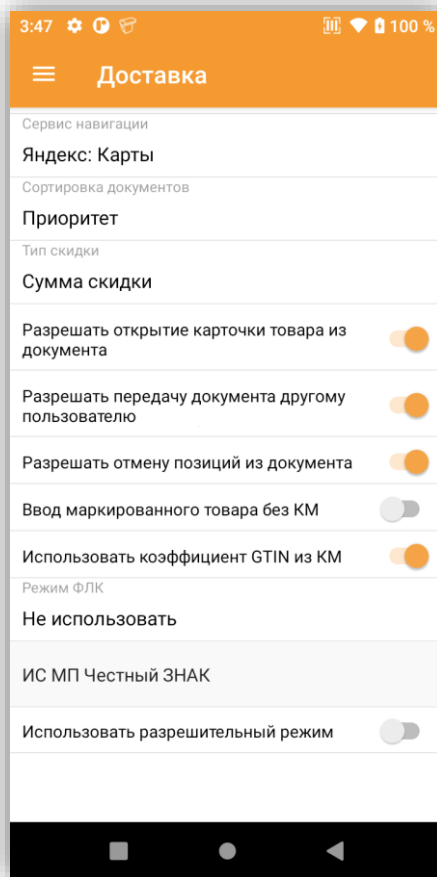 3:47 100 %
Доставка
Сервис навигации
Яндекс: Карты
Сортировка документов
Приоритет
Тип скидки
Сумма скидки
Разрешать открытие карточки товара из
документа
Разрешать передачу документа другому
пользователю
Разрешать отмену позиций из документа
Ввод маркированного товара без КМ
Использовать коэффициент GTIN из КМ
Режим ФЛК
Не использовать
ИС МП Честный ЗНАК
Использовать разрешительный режим